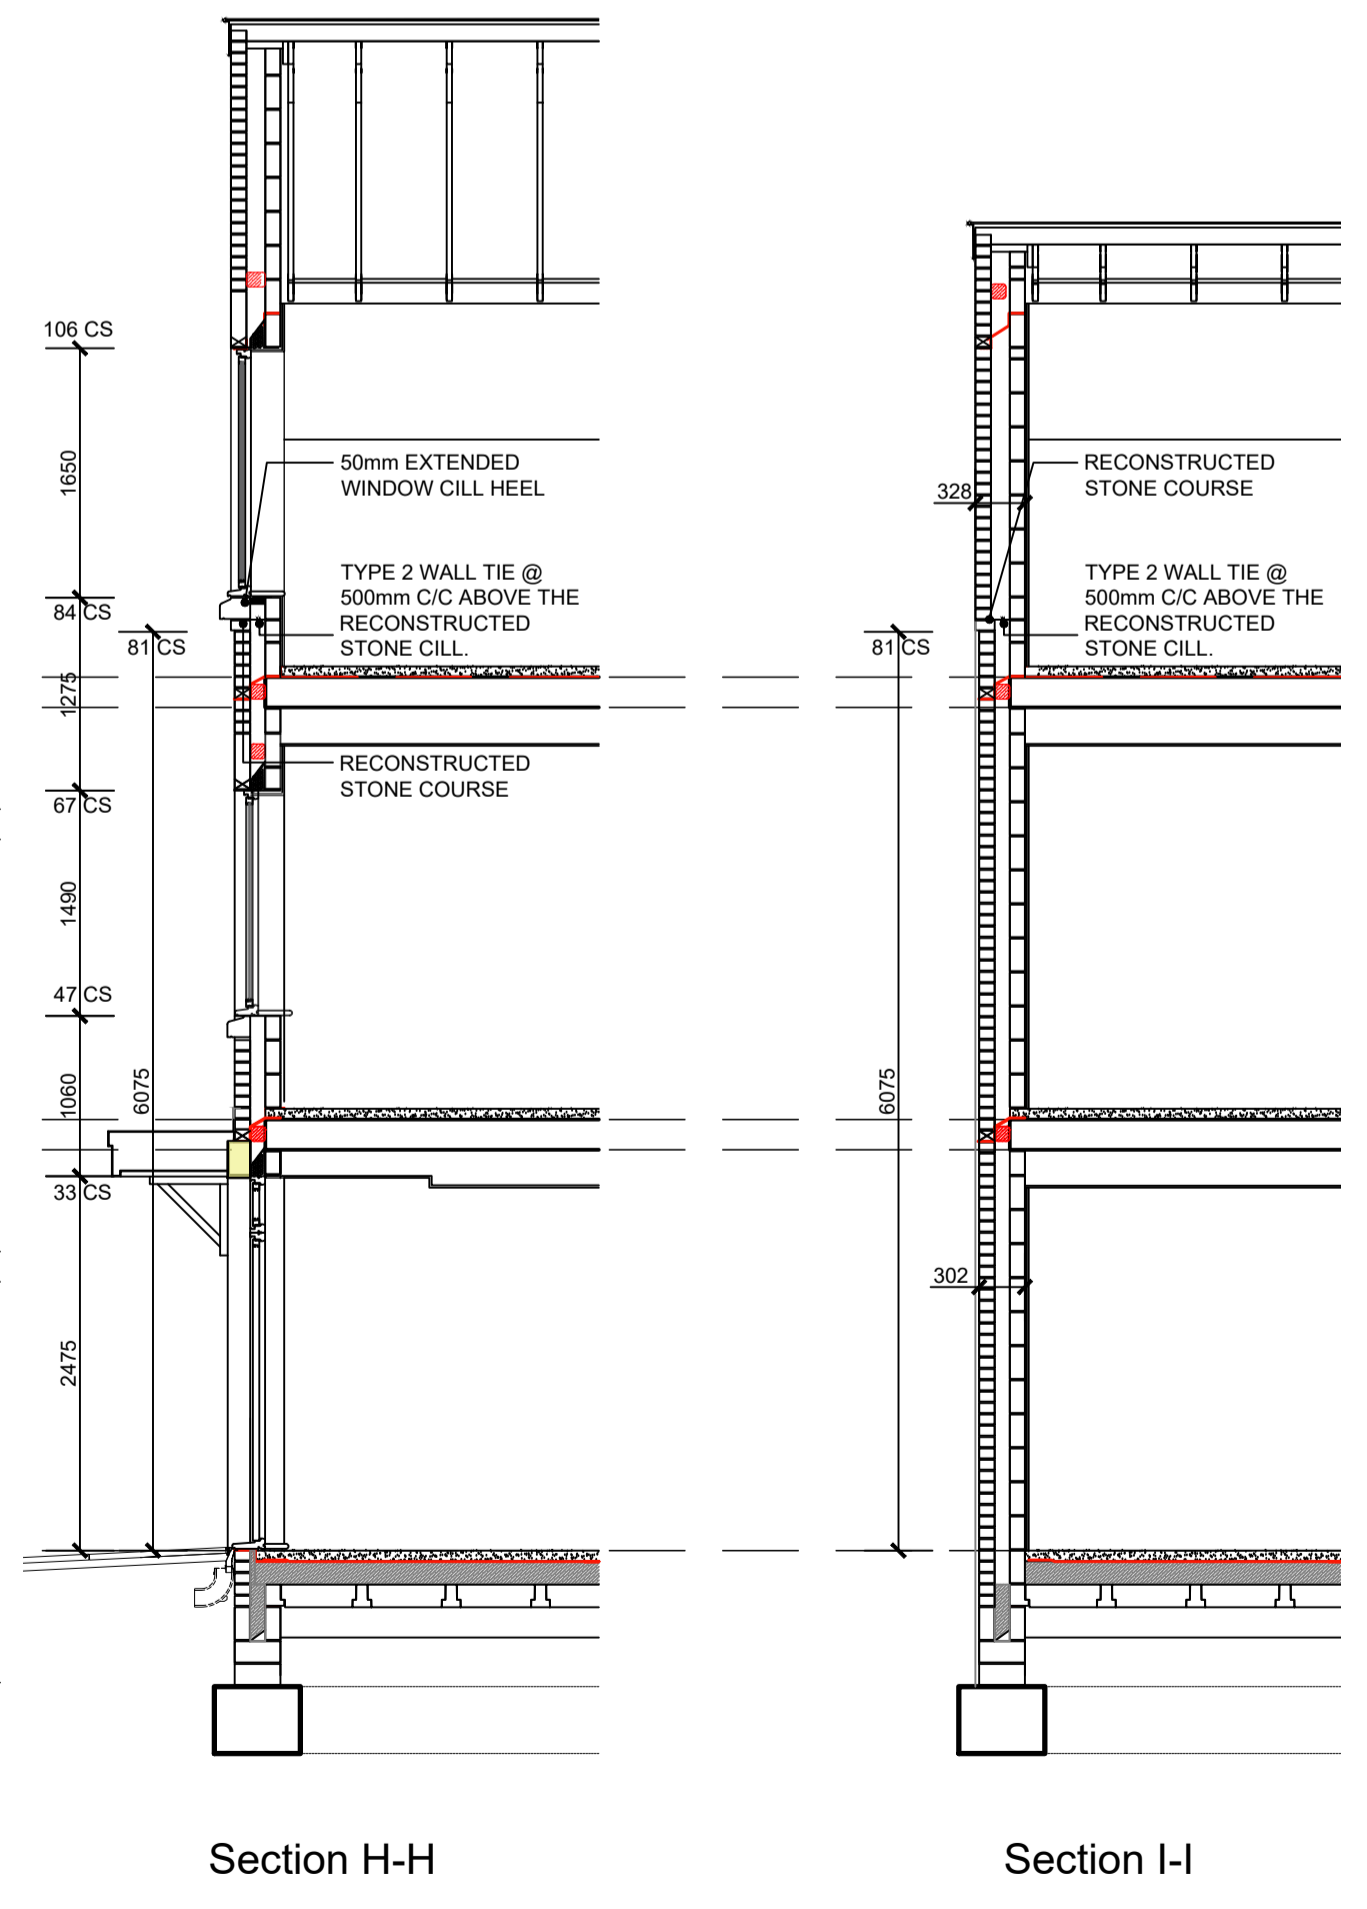 106 CS
1650
50mm EXTENDED
WINDOW CILL HEEL
84 CS
TYPE 2 WALL TIE @
500mm C/C ABOVE THE
RECONSTRUCTED
STONE CILL.
81 CS
1275
RECONSTRUCTED
STONE COURSE
67 CS
1490
47 CS
1060
6075
33 CS
2475
Section H-H
RECONSTRUCTED
STONE COURSE
328
TYPE 2 WALL TIE @
500mm C/C ABOVE THE
RECONSTRUCTED
STONE CILL.
81 CS
6075
302
Section I-I